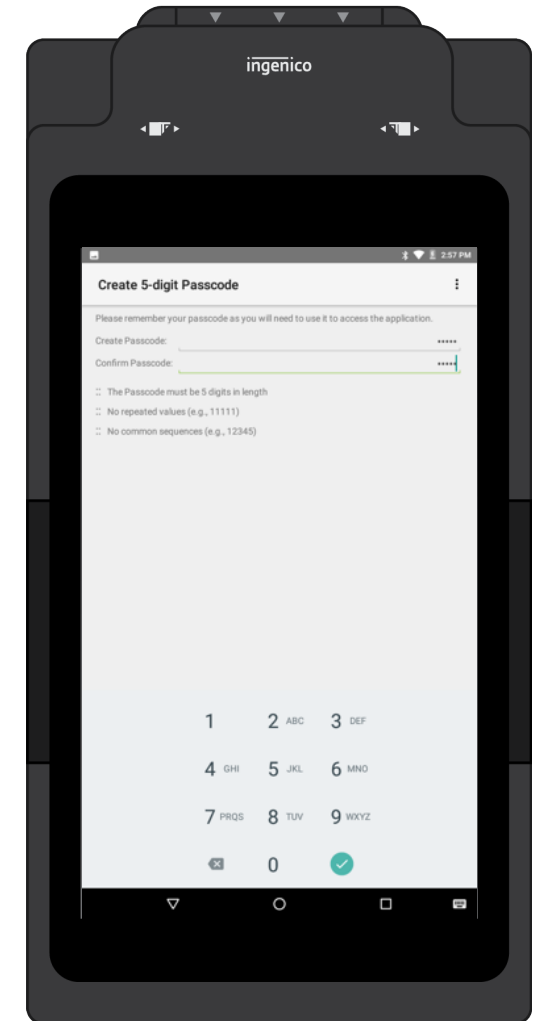 ingenico
2:57 PM
Create 5-digit Passcode
Please remember your passcode as you will need to use it to access the application.
Create Passcode: •••••
Confirm Passcode: •••••
:: The Passcode must be 5 digits in length
:: No repeated values (e.g., 11111)
:: No common sequences (e.g., 12345)
1 2 ABC 3 DEF
4 GHI 5 JKL 6 MNO
7 PRQS 8 TUV 9 WXYZ
0